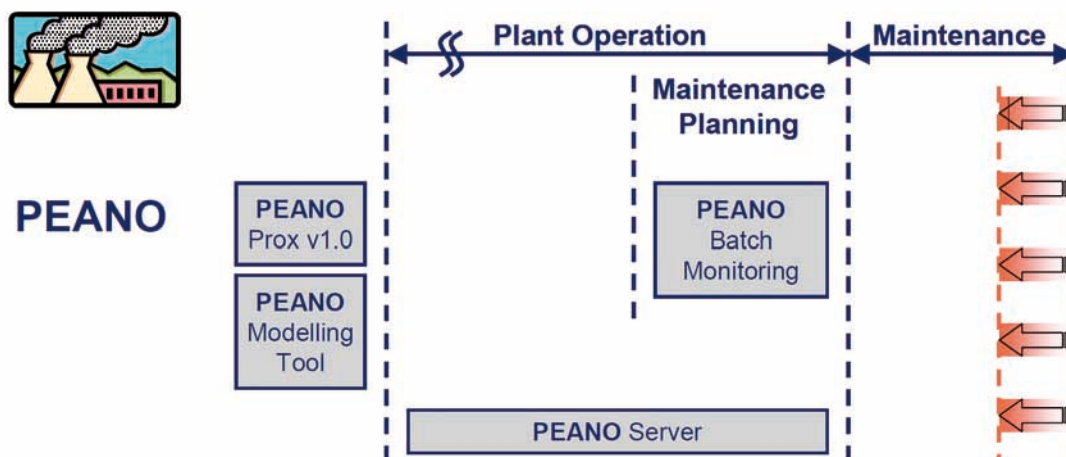 Plant Operation
Maintenance
Maintenance
Planning
PEANO
PEANO
Prox v1.0
PEANO
Batch
Monitoring
PEANO
Modelling
Tool
PEANO Server